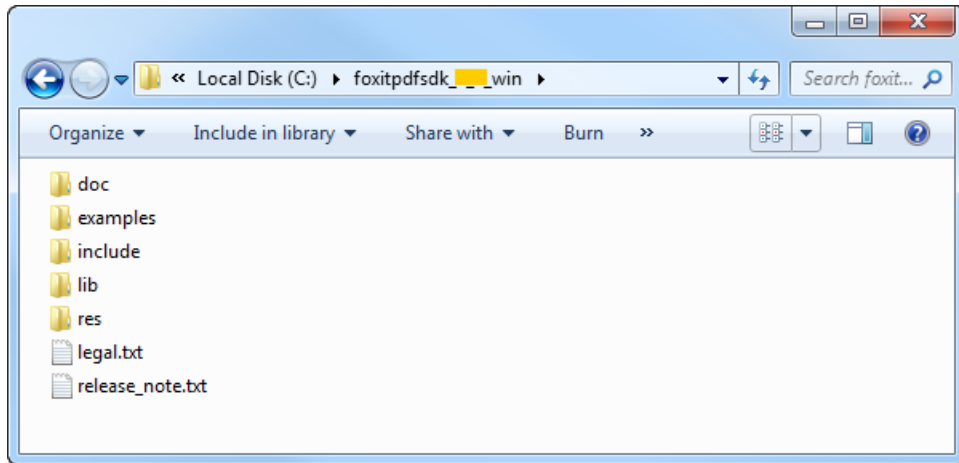 « Local Disk (C:) ▸ foxitpdfsdk_ _ _win ▸ Search foxit...
Organize Include in library Share with Burn »
doc
examples
include
lib
res
legal.txt
release_note.txt